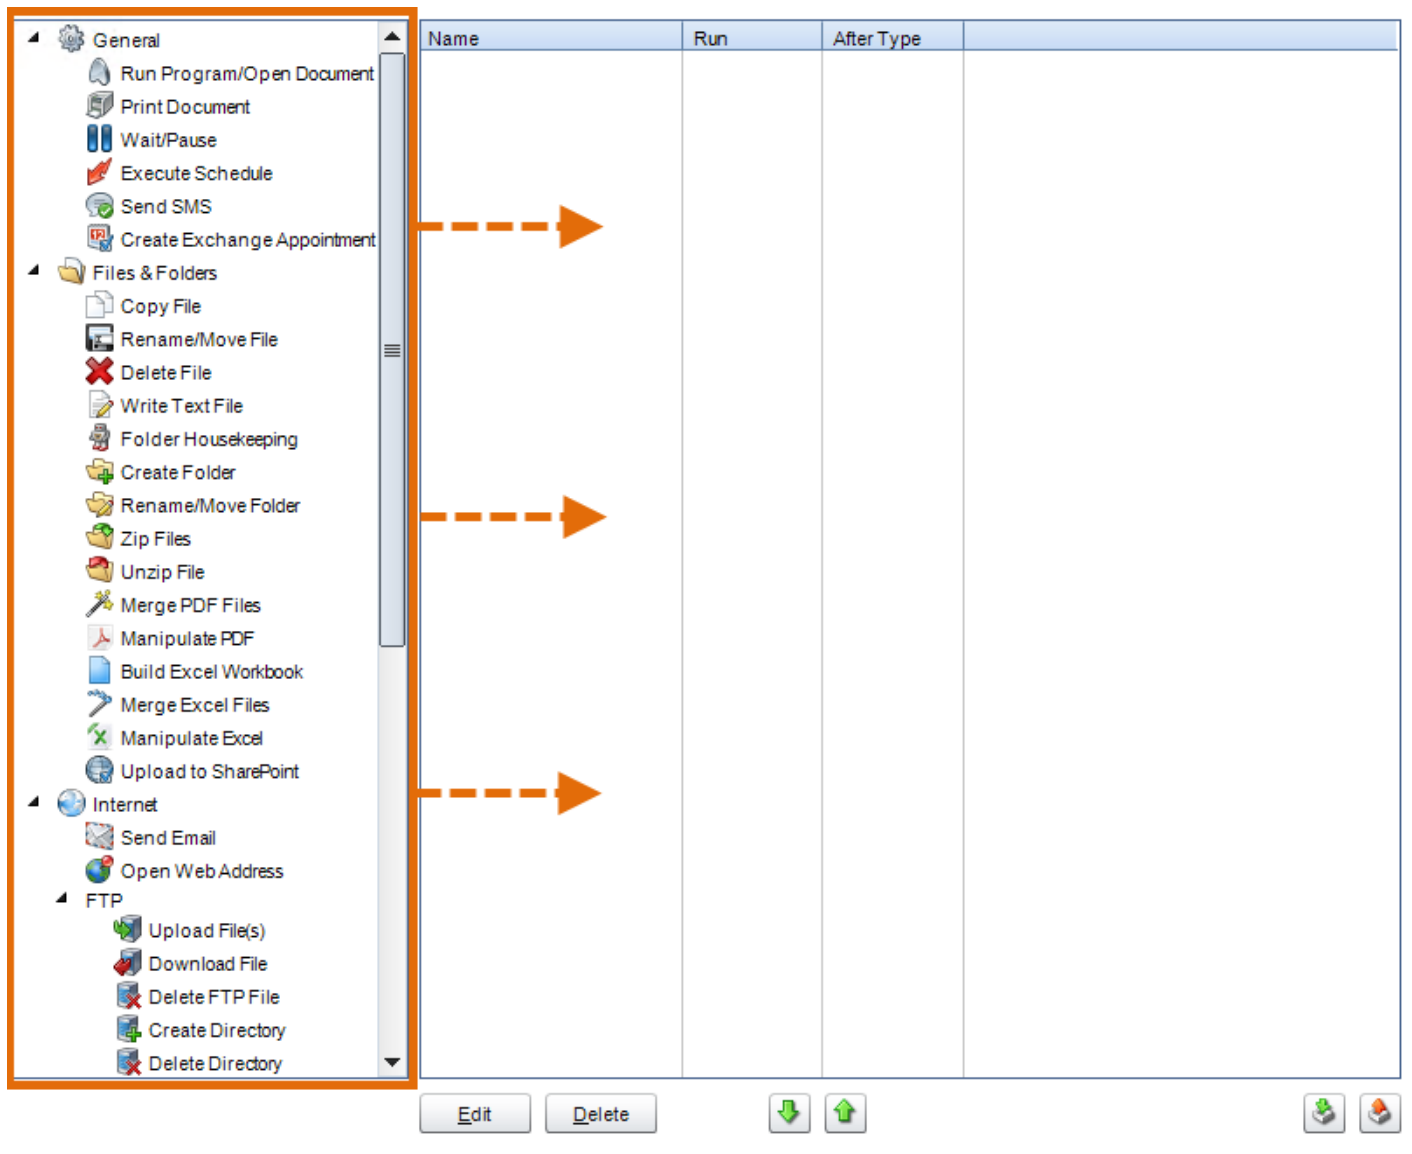 General
Run Program/Open Document
Print Document
Wait/Pause
Execute Schedule
Send SMS
Create Exchange Appointment
Files & Folders
Copy File
Rename/Move File
Delete File
Write Text File
Folder Housekeeping
Create Folder
Rename/Move Folder
Zip Files
Unzip File
Merge PDF Files
Manipulate PDF
Build Excel Workbook
Merge Excel Files
Manipulate Excel
Upload to SharePoint
Internet
Send Email
Open Web Address
FTP
Upload File(s)
Download File
Delete FTP File
Create Directory
Delete Directory
Name Run After Type
Edit Delete